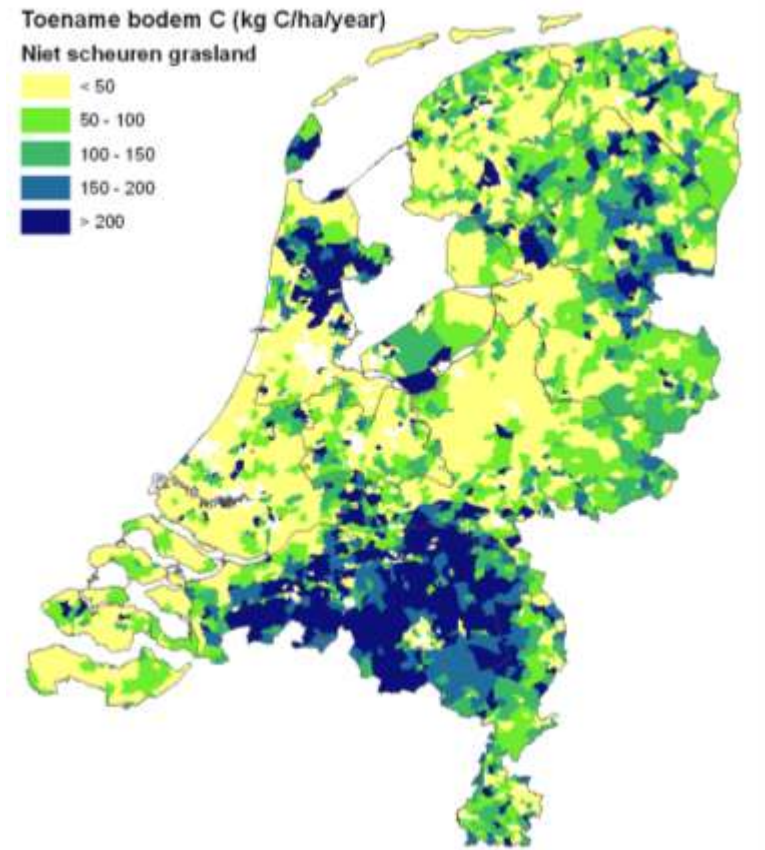 Toename bodem C (kg C/ha/year)
Niet scheuren grasland
< 50
50 - 100
100 - 150
150 - 200
> 200